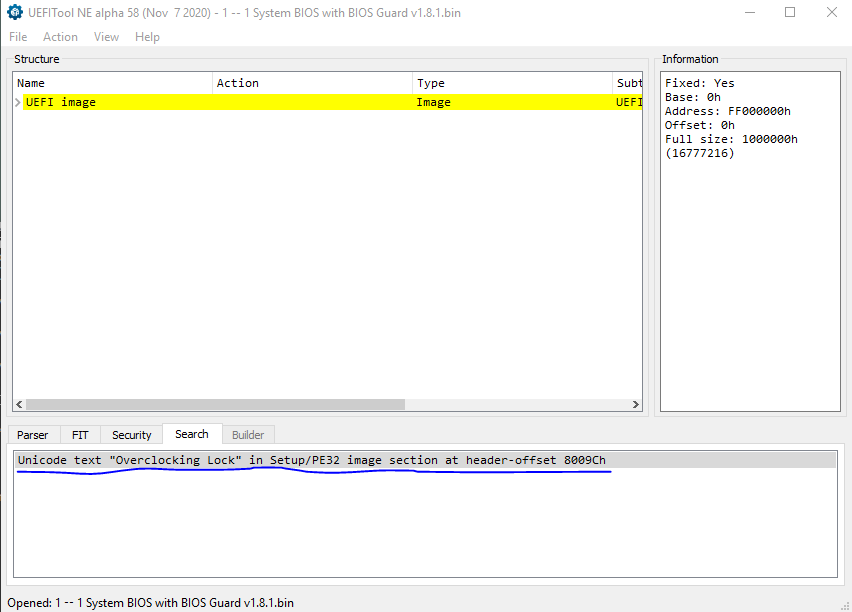 UEFITool NE alpha 58 (Nov  7 2020) - 1 -- 1 System BIOS with BIOS Guard v1.8.1.bin
File Action View Help
Structure
Name Action Type Subt
UEFI image Image UEFI
Information
Fixed: Yes
Base: 0h
Address: FF000000h
Offset: 0h
Full size: 1000000h
(16777216)
Parser FIT Security Search Builder
Unicode text "Overclocking Lock" in Setup/PE32 image section at header-offset 8009Ch
Opened: 1 -- 1 System BIOS with BIOS Guard v1.8.1.bin